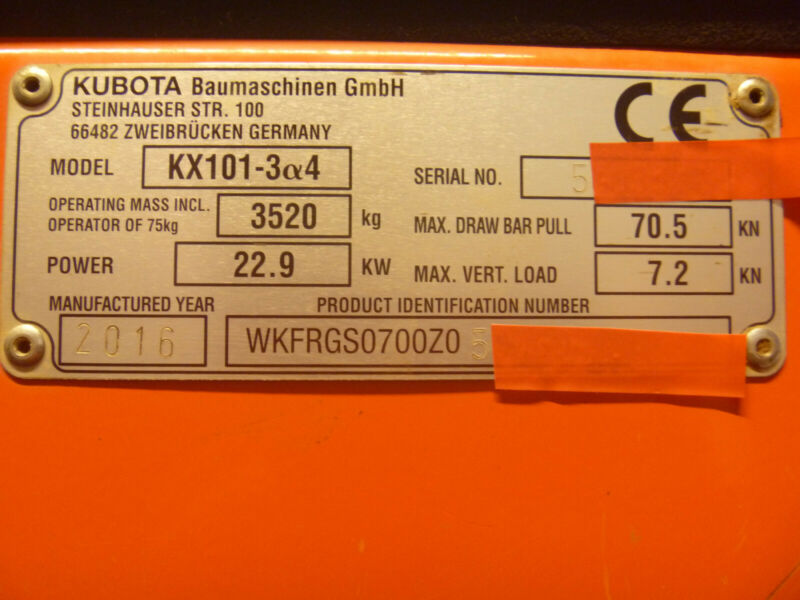 KUBOTA Baumaschinen GmbH
STEINHAUSER STR. 100
66482 ZWEIBRÜCKEN GERMANY
CE
MODEL KX101-3α4
SERIAL NO. 5
OPERATING MASS INCL. OPERATOR OF 75kg 3520 kg
MAX. DRAW BAR PULL 70.5 KN
POWER 22.9 KW
MAX. VERT. LOAD 7.2 KN
MANUFACTURED YEAR
2016
PRODUCT IDENTIFICATION NUMBER
WKFRGS0700Z0 5